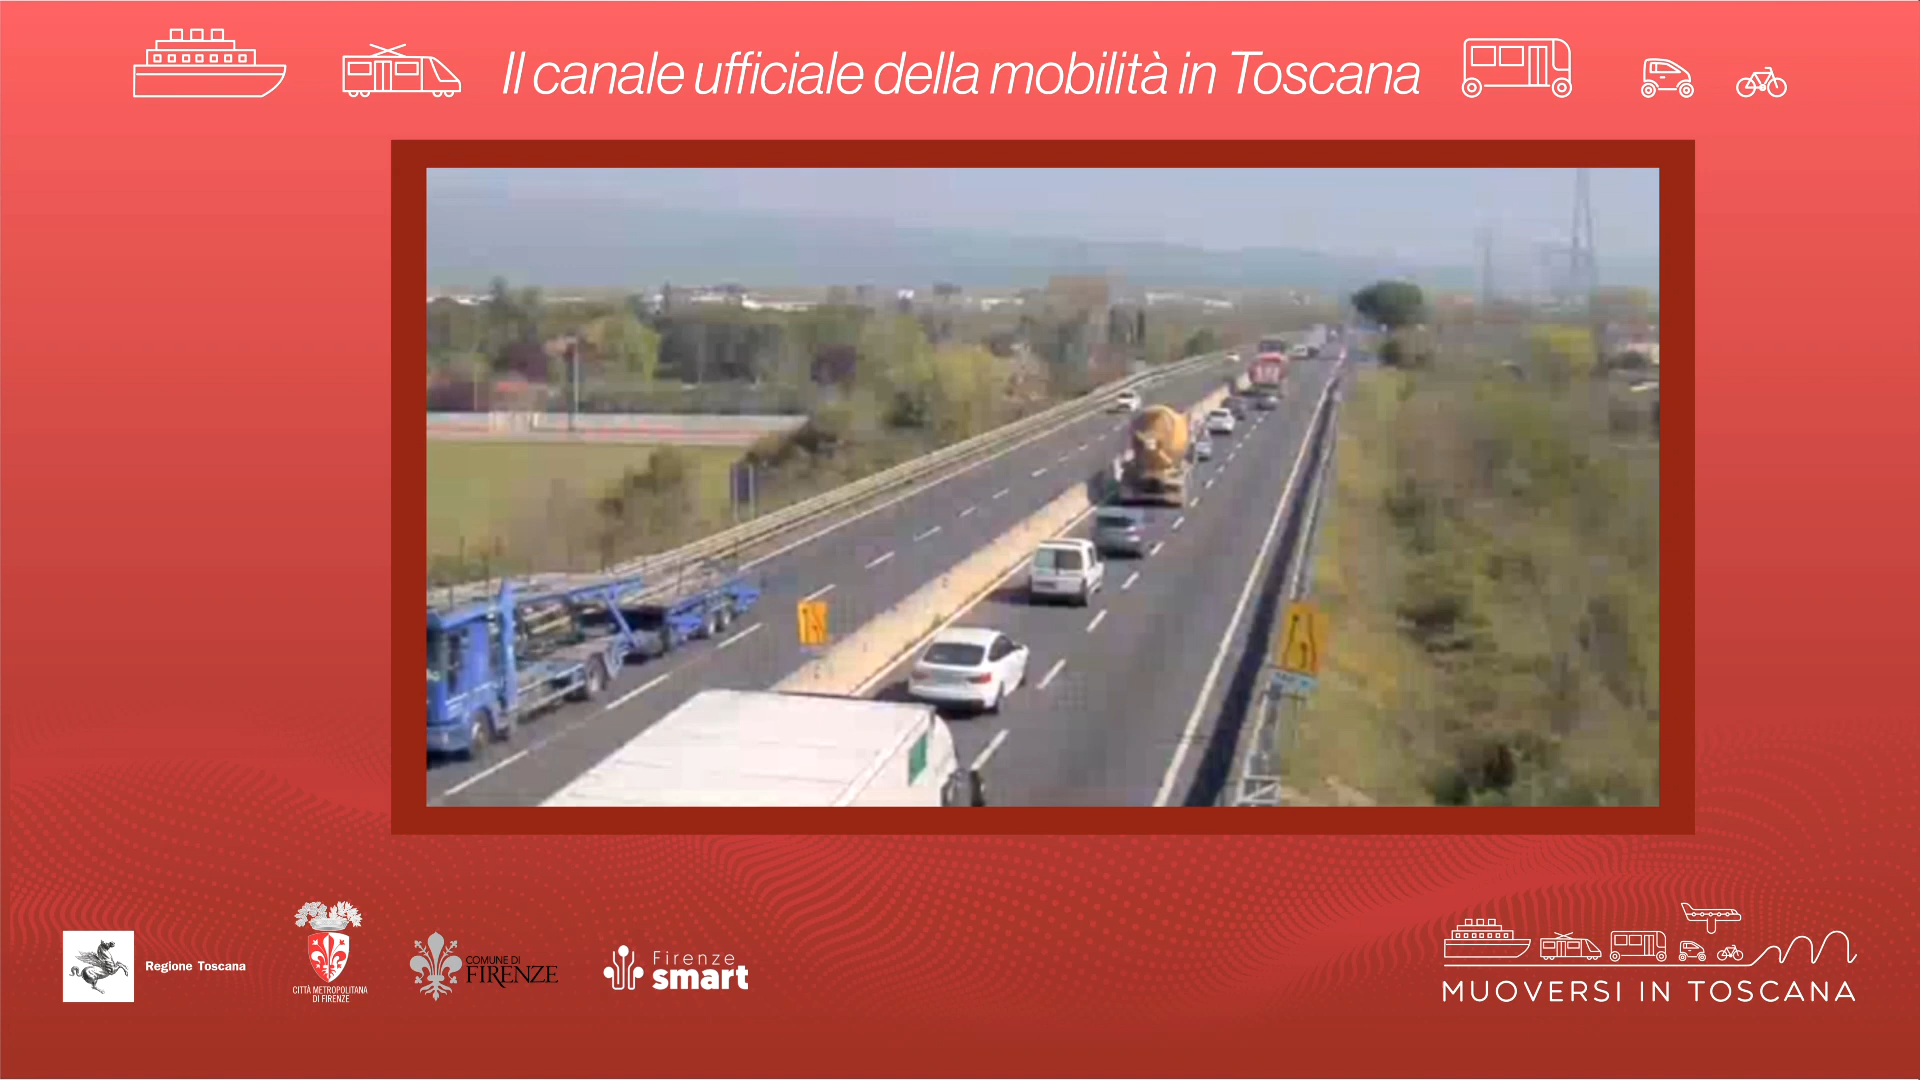 Il canale ufficiale della mobilità in Toscana
Regione Toscana
CITTÀ METROPOLITANA
DI FIRENZE
COMUNE DI
FIRENZE
Firenze
smart
MUOVERSI IN TOSCANA